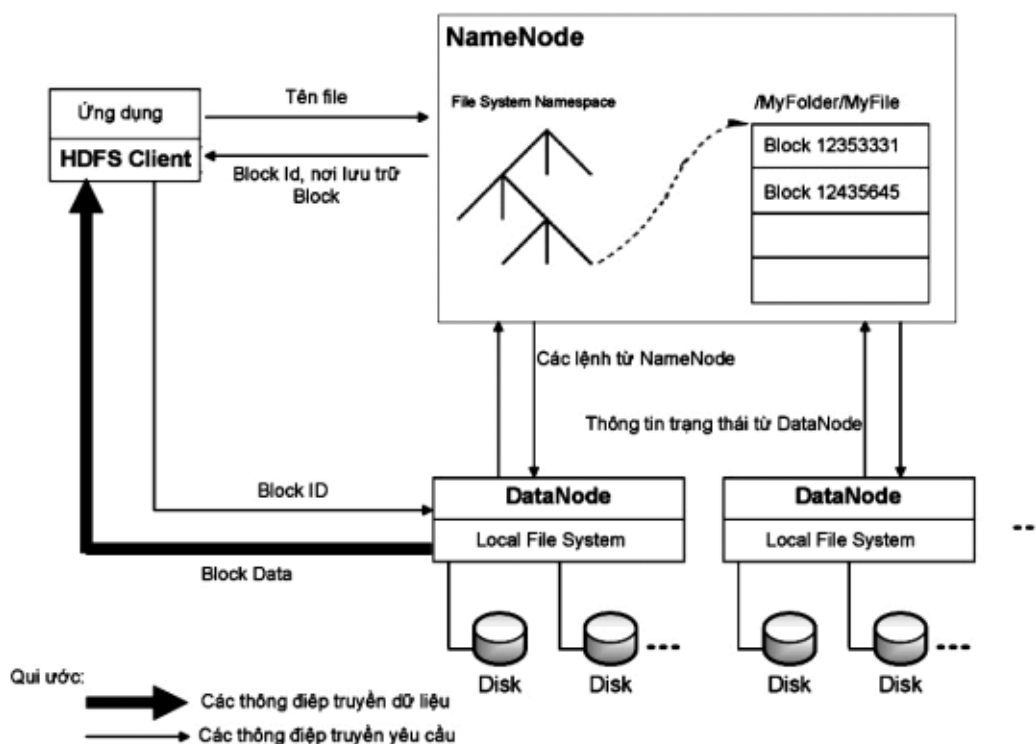 NameNode
Ứng dụng
HDFS Client
Tên file
Block Id, nơi lưu trữ
Block
File System Namespace
/MyFolder/MyFile
Block 12353331
Block 12435645
Các lệnh từ NameNode
Thông tin trạng thái từ DataNode
Block ID
Block Data
DataNode
Local File System
DataNode
Local File System
Disk
Disk
Disk
Disk
Qui ước:
Các thông điệp truyền dữ liệu
Các thông điệp truyền yêu cầu